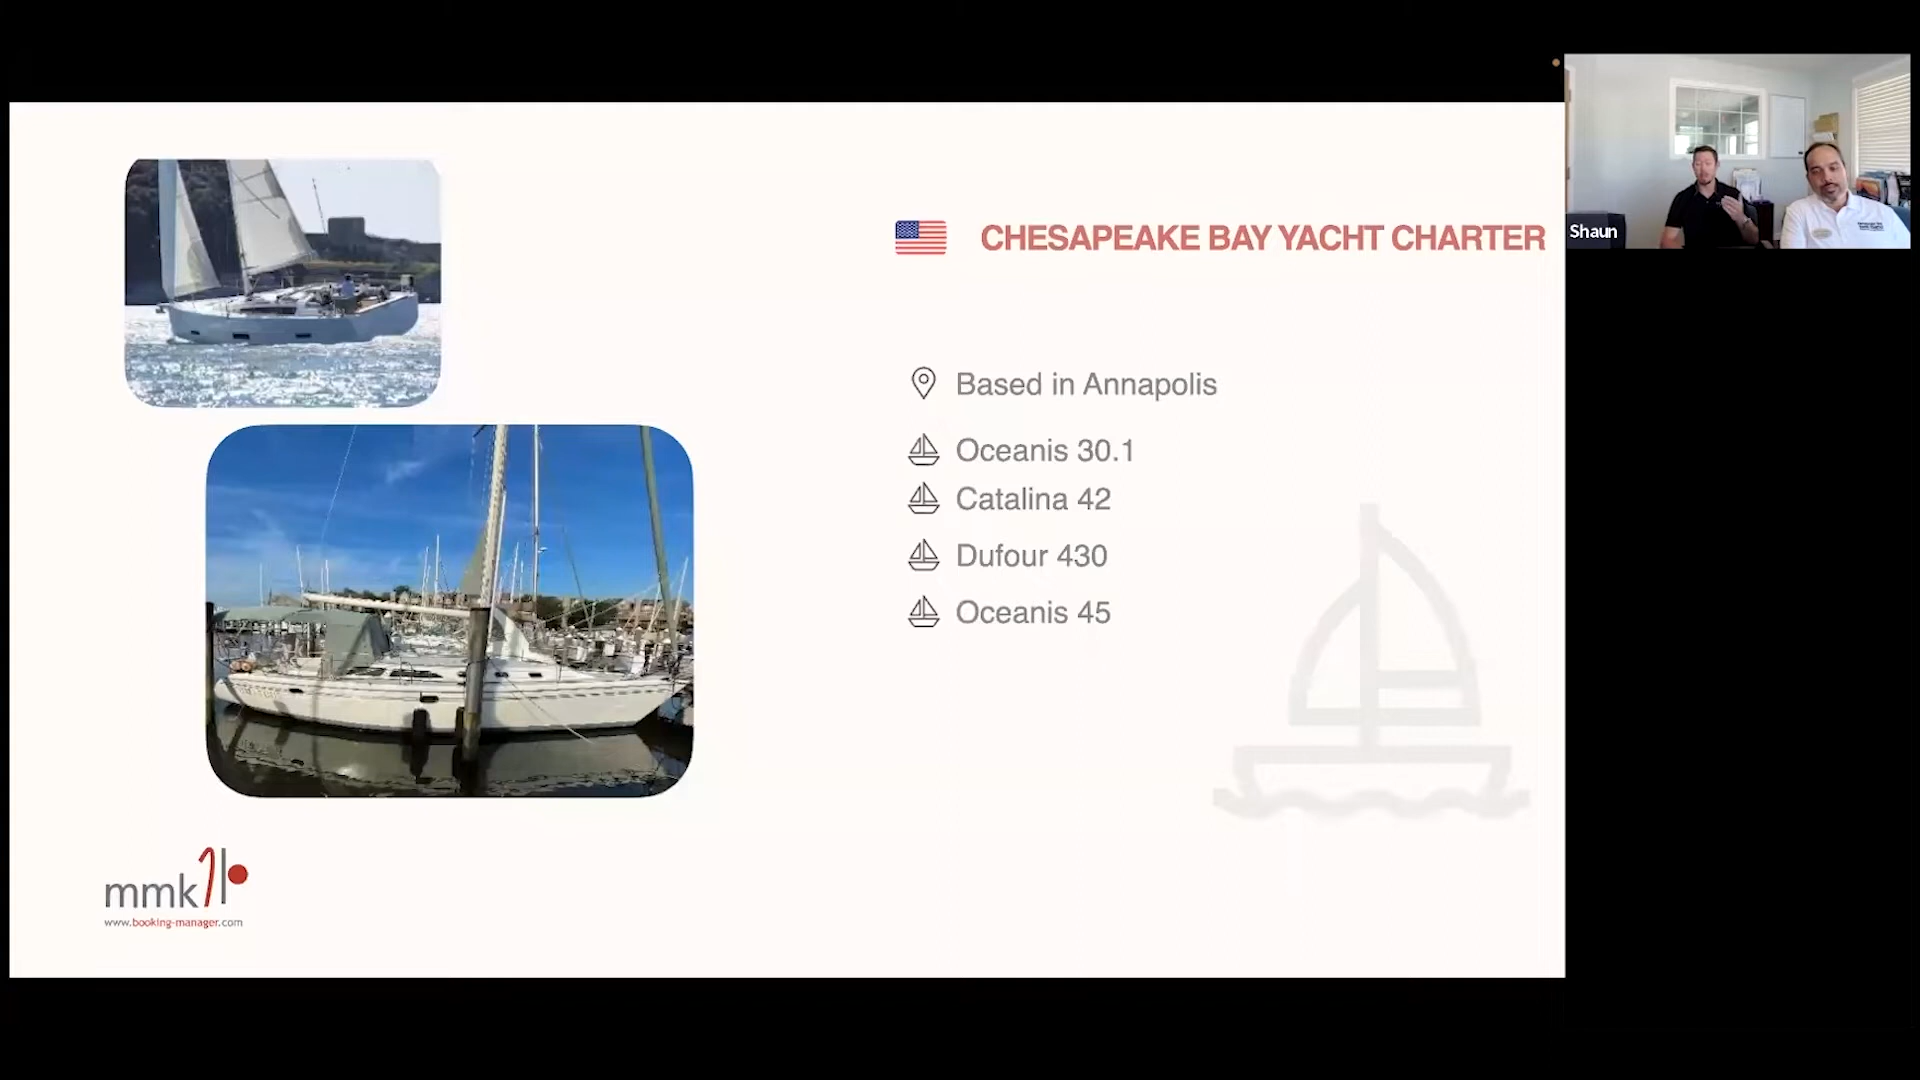 CHESAPEAKE BAY YACHT CHARTER
Based in Annapolis
Oceanis 30.1
Catalina 42
Dufour 430
Oceanis 45
mmk
www.booking-manager.com
Shaun